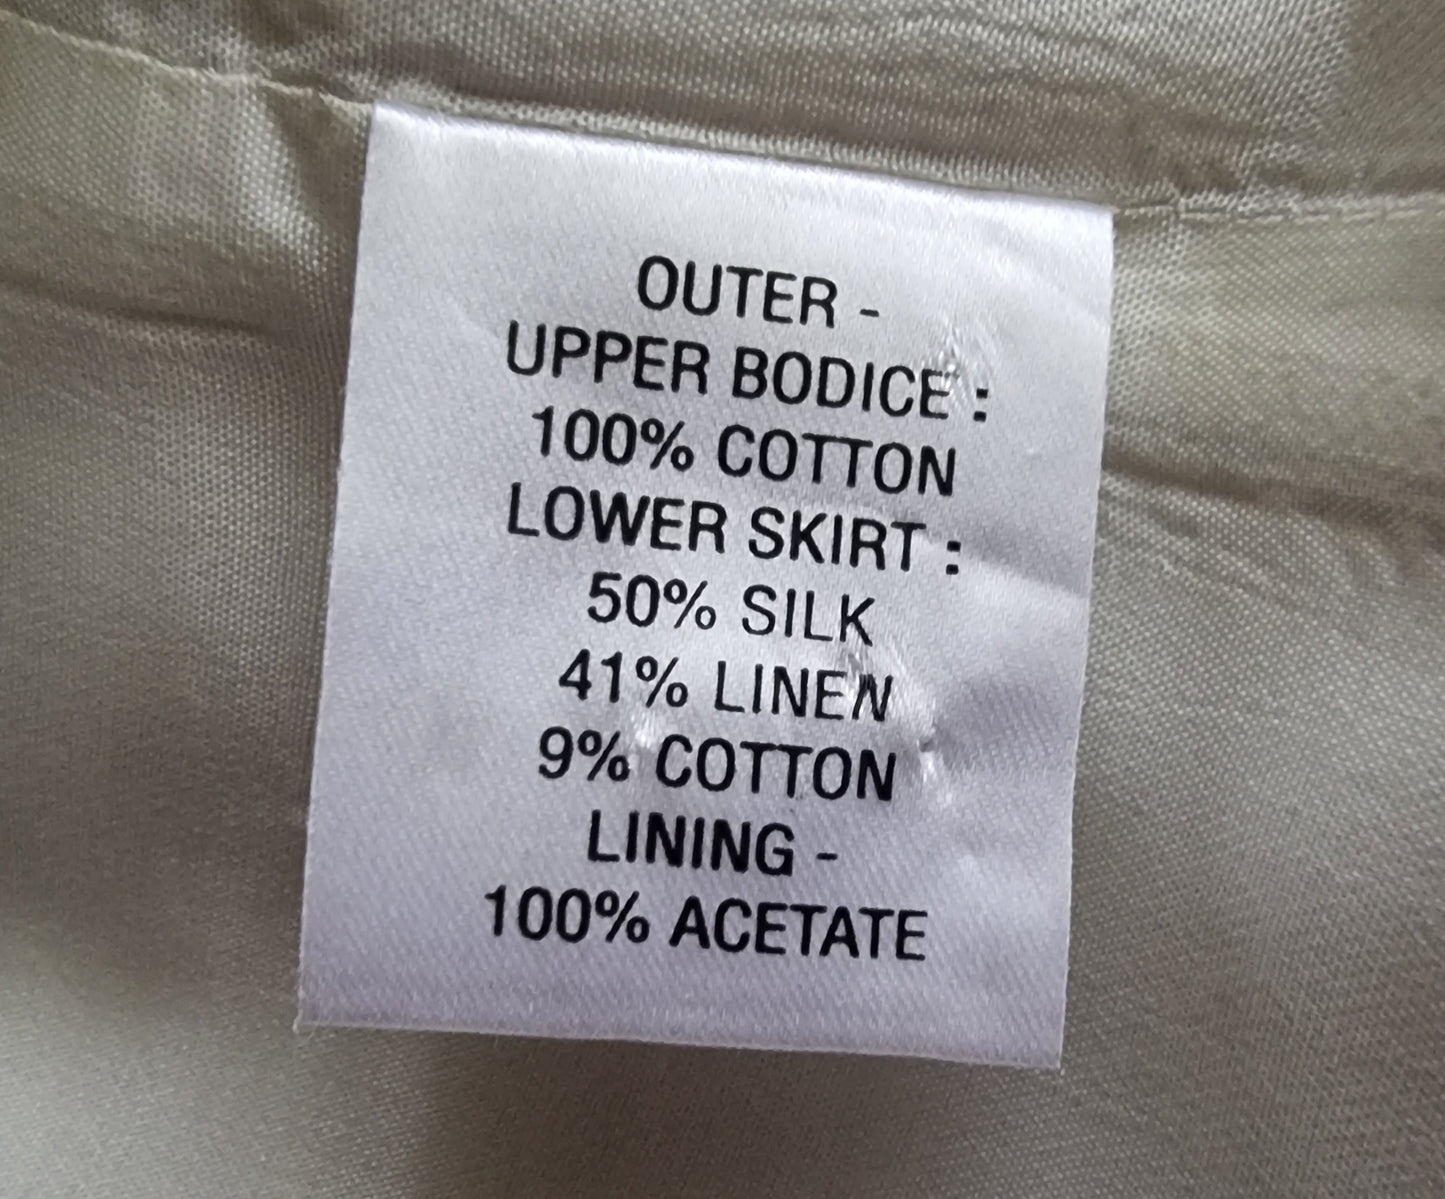 OUTER -
UPPER BODICE :
100% COTTON
LOWER SKIRT :
50% SILK
41% LINEN
9% COTTON
LINING -
100% ACETATE